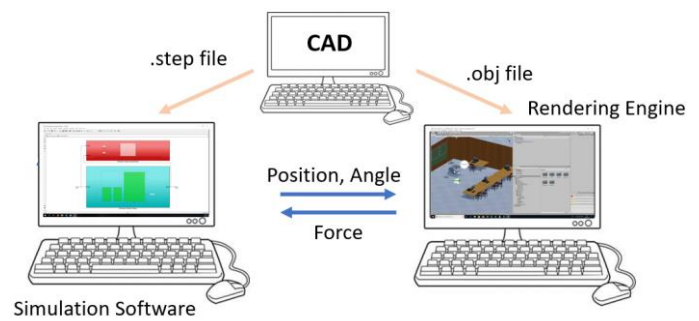 CAD
.step file
.obj file
Rendering Engine
Position, Angle
Force
Simulation Software